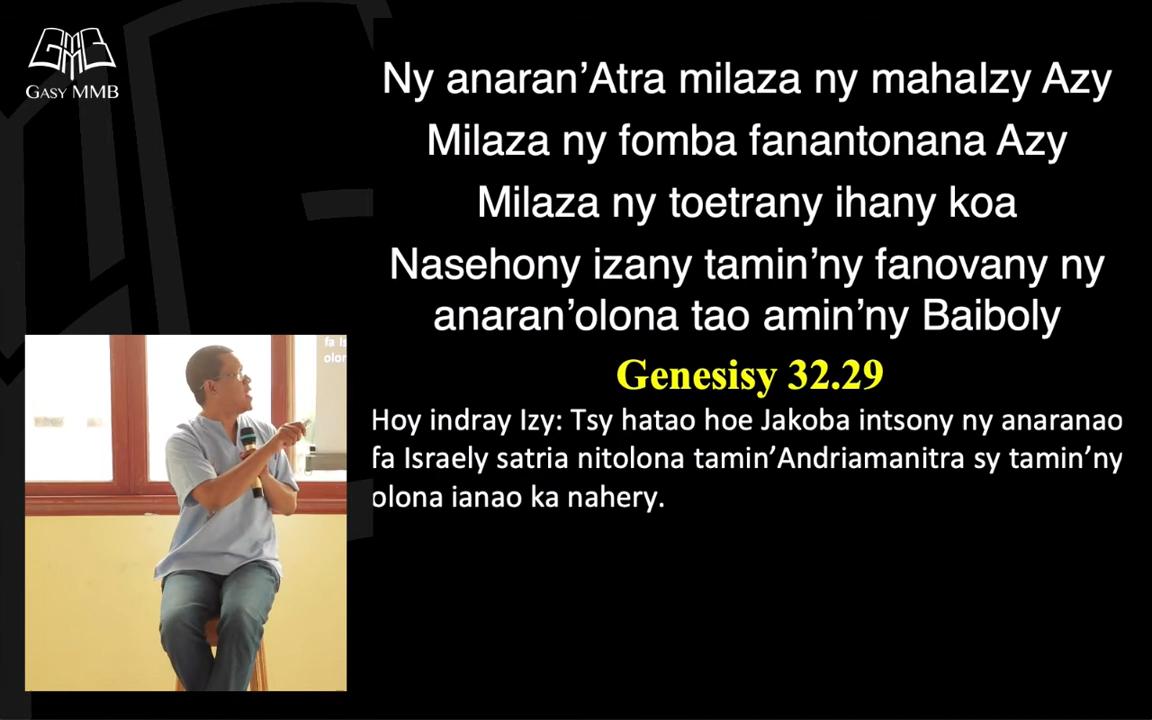 GMMB
GASY MMB
Ny anaran’Atra milaza ny mahaIzy Azy
Milaza ny fomba fanantonana Azy
Milaza ny toetrany ihany koa
Nasehony izany tamin’ny fanovany ny
anaran’olona tao amin’ny Baiboly
Genesisy 32.29
Hoy indray Izy: Tsy hatao hoe Jakoba intsony ny anaranao
fa Israely satria nitolona tamin’Andriamanitra sy tamin’ny
olona ianao ka nahery.
fa Is
olon